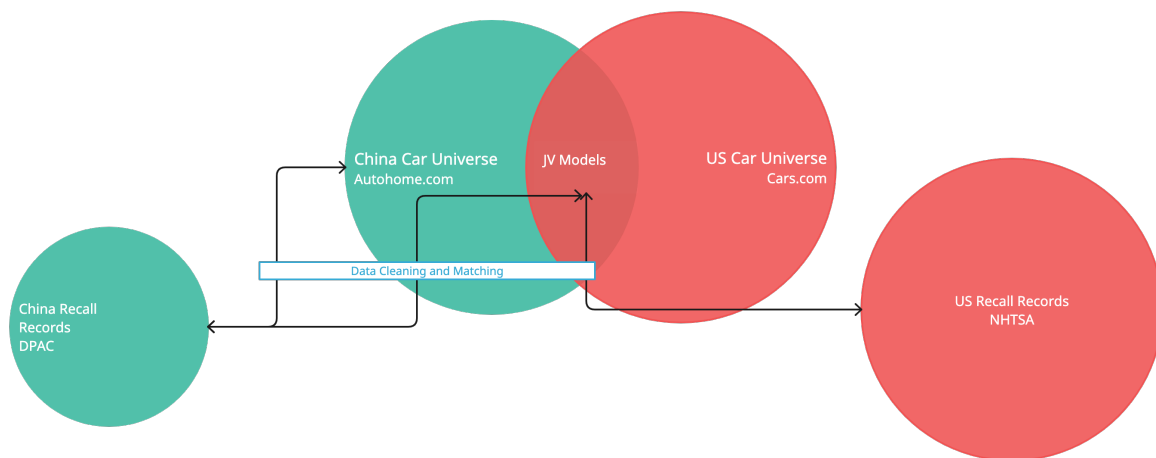 China Car Universe
Autohome.com
JV Models
US Car Universe
Cars.com
Data Cleaning and Matching
China Recall
Records
DPAC
US Recall Records
NHTSA